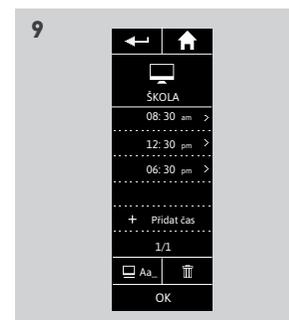 9
ŠKOLA
08: 30 am >
12: 30 pm >
06: 30 pm >
+ Přidat čas
1/1
Aa_
OK